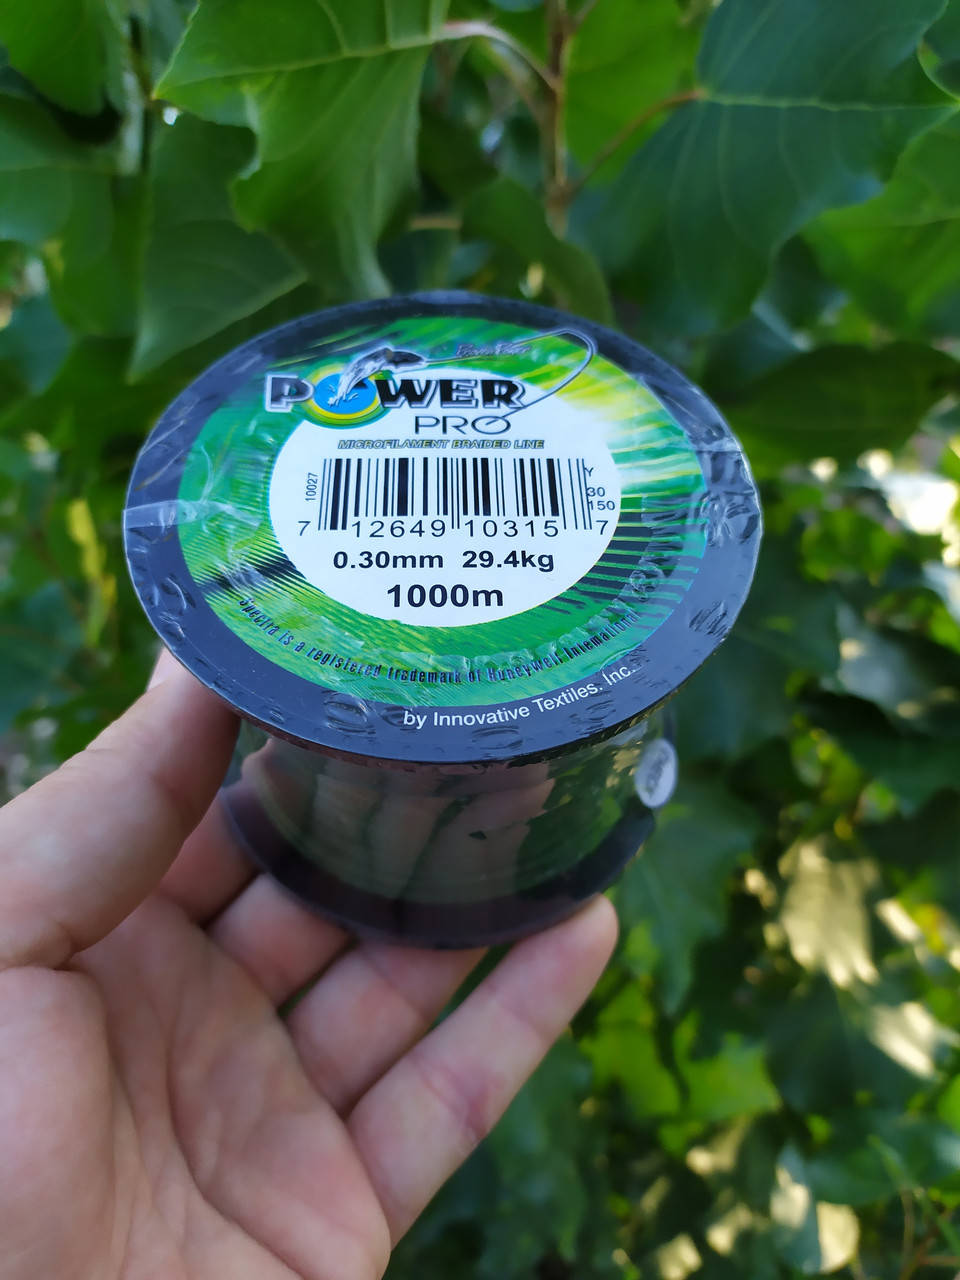 POWER
PRO
MICROFILAMENT BRAIDED LINE
10027
Y
30
150
7 12649 10315 7
0.30mm 29.4kg
1000m
Spectra is a registered trademark of Honeywell International
by Innovative Textiles. Inc.